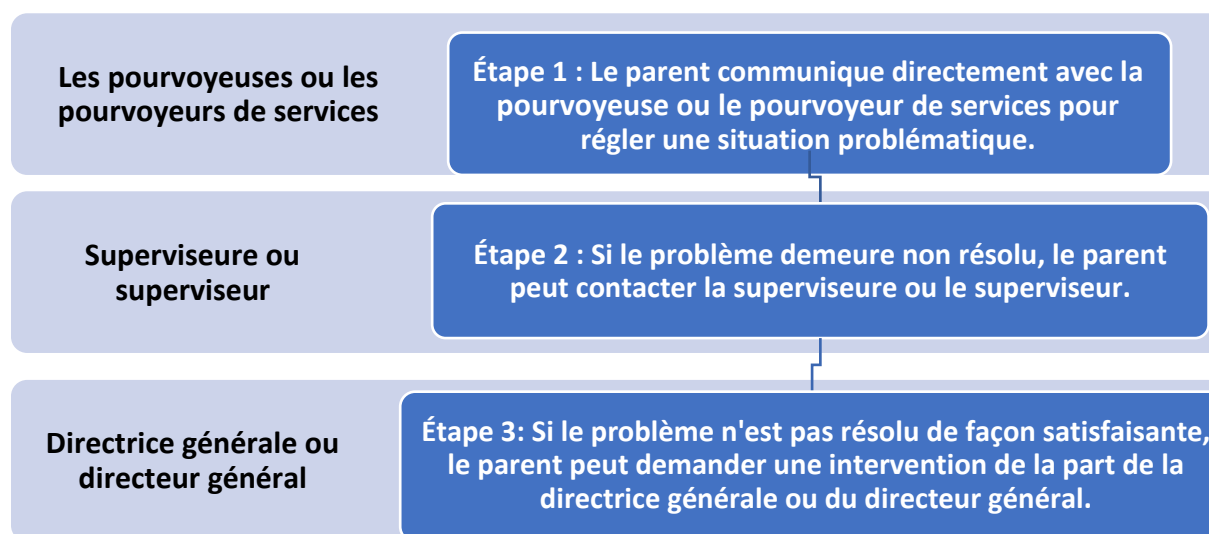 Les pourvoyeuses ou les
pourvoyeurs de services
Étape 1 : Le parent communique directement avec la
pourvoyeuse ou le pourvoyeur de services pour
régler une situation problématique.
Superviseure ou
superviseur
Étape 2 : Si le problème demeure non résolu, le parent
peut contacter la superviseure ou le superviseur.
Directrice générale ou
directeur général
Étape 3: Si le problème n'est pas résolu de façon satisfaisante,
le parent peut demander une intervention de la part de la
directrice générale ou du directeur général.